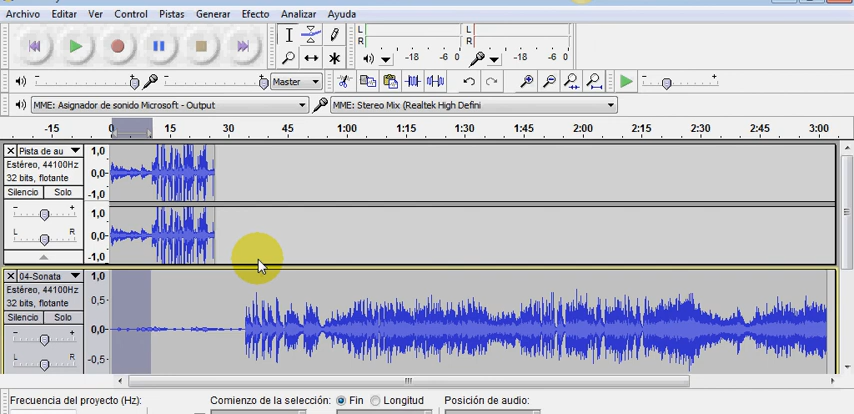 Archivo Editar Ver Control Pistas Generar Efecto Analizar Ayuda
L
R
-18 -6 0
L
R
-18 -6 0
Master
MME: Asignador de sonido Microsoft - Output
MME: Stereo Mix (Realtek High Defini
-15 0 15 30 45 1:00 1:15 1:30 1:45 2:00 2:15 2:30 2:45 3:00
Pista de au
Estéreo, 44100Hz
32 bits, flotante
Silencio Solo
- +
L R
1,0
0,0-
-1,0
1,0
0,0-
-1,0
04-Sonata
Estéreo, 44100Hz
32 bits, flotante
Silencio Solo
- +
L R
1,0
0,5-
0,0-
-0,5-
Frecuencia del proyecto (Hz): Comienzo de la selección: Fin Longitud Posición de audio: